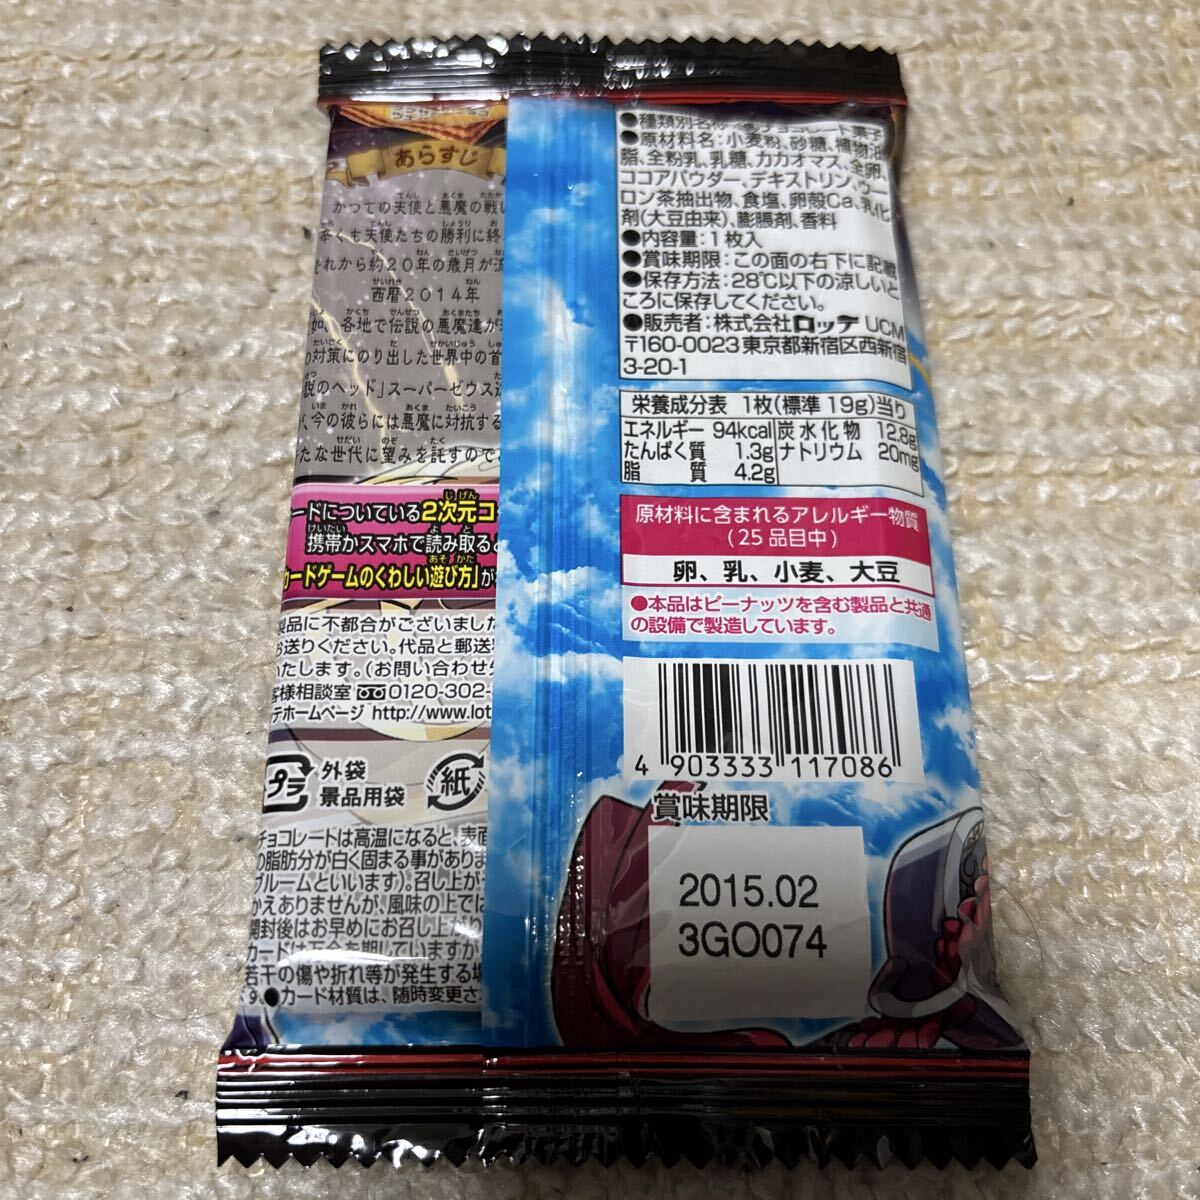 あらすじ
かつての天使と悪魔の戦い
辛くも天使たちの勝利に終
それから約20年の歳月が流
西暦2014年
如、各地で伝説の悪魔達が
の対策にのり出した世界中の首
説のヘッド」スーパーゼウス
、今の彼らには悪魔に対抗する
たな世代に望みを託すので
ードについている2次元コー
携帯かスマホで読み取ると
カードゲームのくわしい遊び方」が
製品に不都合がございました
お送りください。代品と郵送
いたします。(お問い合わせ
客様相談室 0120-302-
テホームページ http://www.lot
プラ
外袋
景品用袋
紙
チョコレートは高温になると、表面
の脂肪分が白く固まる事がありま
ブルームといいます)。召し上が
かえありませんが、風味の上では
開封後はお早めにお召し上がり
カードは万全を期していますが
若干の傷や折れ等が発生する場
す。●カード材質は、随時変更さ
●種類別名称:準チョコレート菓子
●原材料名:小麦粉、砂糖、植物油
脂、全粉乳、乳糖、カカオマス、全卵、
ココアパウダー、デキストリン、ウー
ロン茶抽出物、食塩、卵殻Ca、乳化
剤(大豆由来)、膨脹剤、香料
●内容量:1枚入
●賞味期限:この面の右下に記載
●保存方法:28℃以下の涼しいと
ころに保存してください。
●販売者:株式会社ロッテ UCM
〒160-0023東京都新宿区西新宿
3-20-1
栄養成分表 1枚(標準19g)当り
エネルギー 94kcal 炭水化物 12.8g
たんぱく質 1.3g ナトリウム 20mg
脂質 4.2g
原材料に含まれるアレルギー物質
(25品目中)
卵、乳、小麦、大豆
●本品はピーナッツを含む製品と共通
の設備で製造しています。
4 903333 117086
賞味期限
2015.02
3GO074